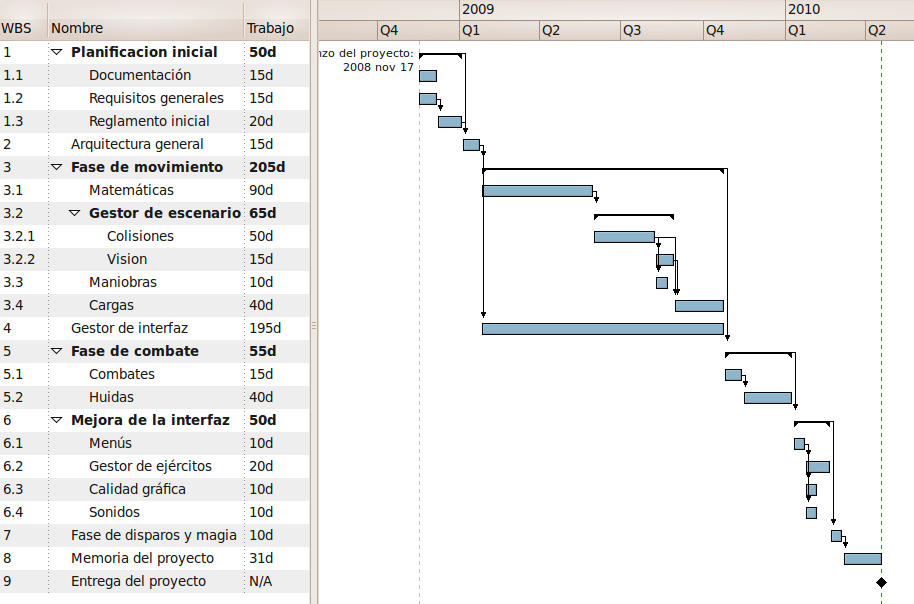 2009 2010
WBS Nombre Trabajo Q4 Q1 Q2 Q3 Q4 Q1 Q2
1 Planificacion inicial 50d
nzo del proyecto:
2008 nov 17
1.1 Documentación 15d
1.2 Requisitos generales 15d
1.3 Reglamento inicial 20d
2 Arquitectura general 15d
3 Fase de movimiento 205d
3.1 Matemáticas 90d
3.2 Gestor de escenario 65d
3.2.1 Colisiones 50d
3.2.2 Vision 15d
3.3 Maniobras 10d
3.4 Cargas 40d
4 Gestor de interfaz 195d
5 Fase de combate 55d
5.1 Combates 15d
5.2 Huidas 40d
6 Mejora de la interfaz 50d
6.1 Menús 10d
6.2 Gestor de ejércitos 20d
6.3 Calidad gráfica 10d
6.4 Sonidos 10d
7 Fase de disparos y magia 10d
8 Memoria del proyecto 31d
9 Entrega del proyecto N/A